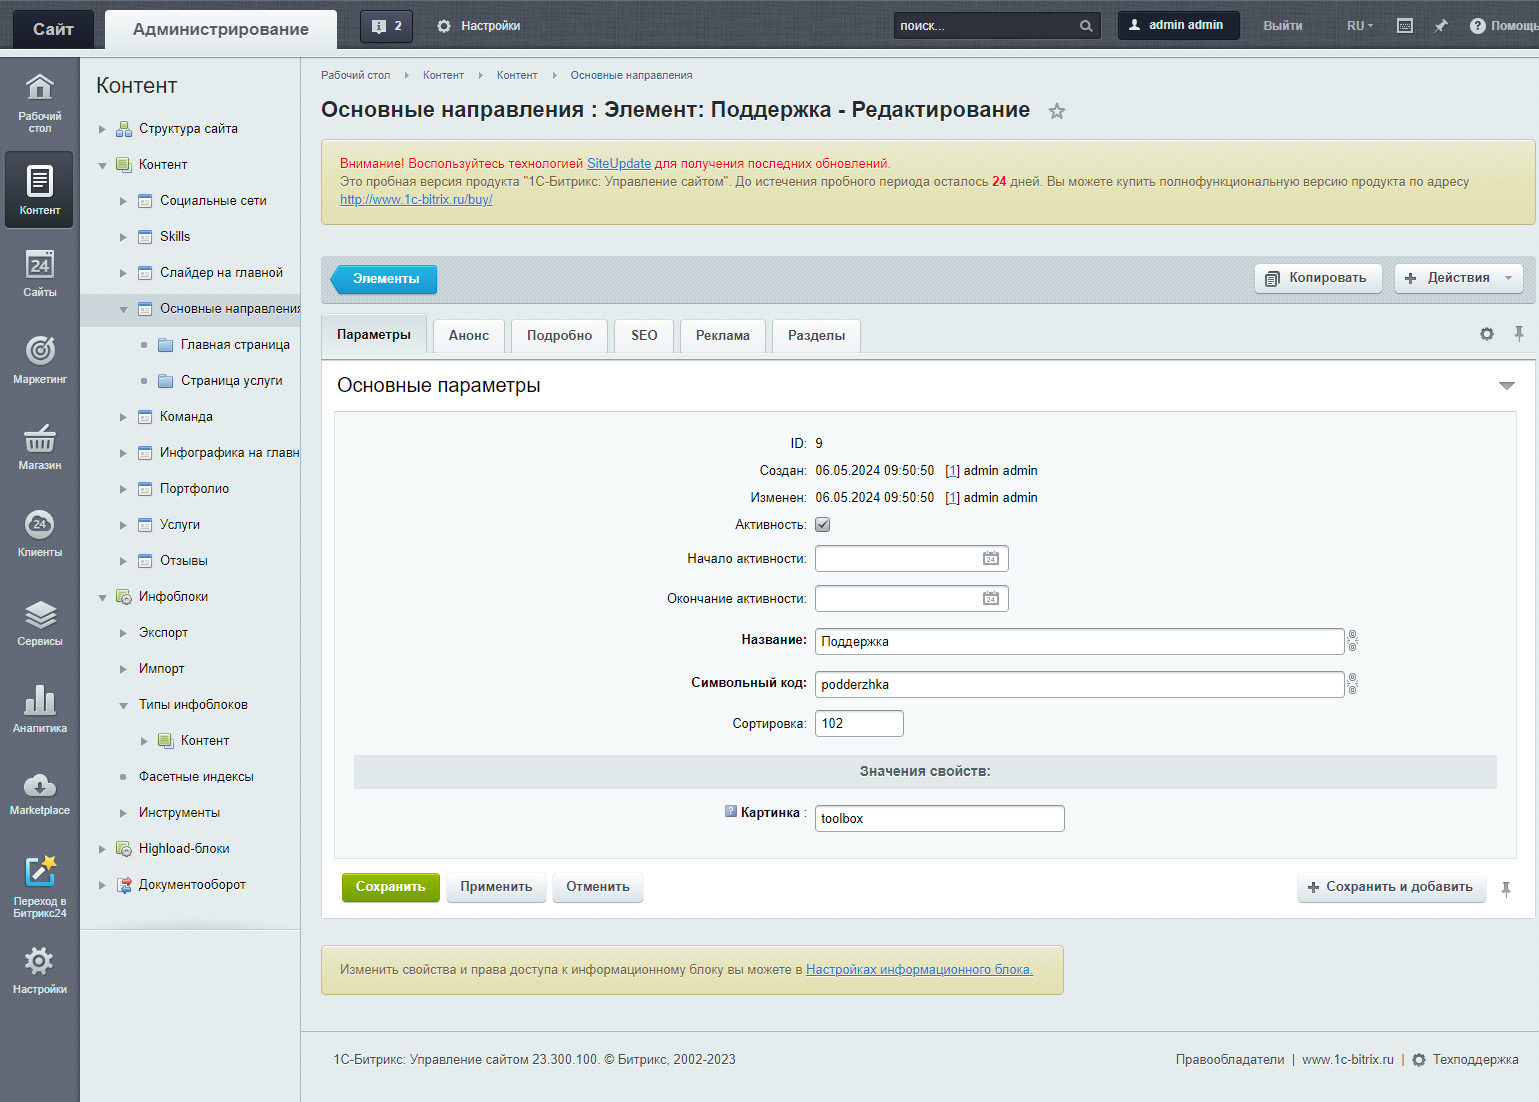 Сайт
Администрирование
2
Настройки
поиск...
admin admin
Выйти
RU
Помощь
Рабочий стол
Контент
24
Сайты
Маркетинг
Магазин
24
Клиенты
Сервисы
Аналитика
Marketplace
Переход в Битрикс24
Настройки
Контент
Структура сайта
Контент
Социальные сети
Skills
Слайдер на главной
Основные направления
Главная страница
Страница услуги
Команда
Инфографика на главн
Портфолио
Услуги
Отзывы
Инфоблоки
Экспорт
Импорт
Типы инфоблоков
Контент
Фасетные индексы
Инструменты
Highload-блоки
Документооборот
Рабочий стол Контент Контент Основные направления
Основные направления : Элемент: Поддержка - Редактирование
Внимание! Воспользуйтесь технологией SiteUpdate для получения последних обновлений.
Это пробная версия продукта "1С-Битрикс: Управление сайтом". До истечения пробного периода осталось 24 дней. Вы можете купить полнофункциональную версию продукта по адресу
http://www.1c-bitrix.ru/buy/
Элементы
Копировать
Действия
Параметры
Анонс
Подробно
SEO
Реклама
Разделы
Основные параметры
ID: 9
Создан: 06.05.2024 09:50:50 [1] admin admin
Изменен: 06.05.2024 09:50:50 [1] admin admin
Активность:
Начало активности: 24
Окончание активности: 24
Название: Поддержка
Символьный код: podderzhka
Сортировка: 102
Значения свойств:
? Картинка : toolbox
Сохранить
Применить
Отменить
Сохранить и добавить
Изменить свойства и права доступа к информационному блоку вы можете в Настройках информационного блока.
1С-Битрикс: Управление сайтом 23.300.100. © Битрикс, 2002-2023
Правообладатели | www.1c-bitrix.ru | Техподдержка